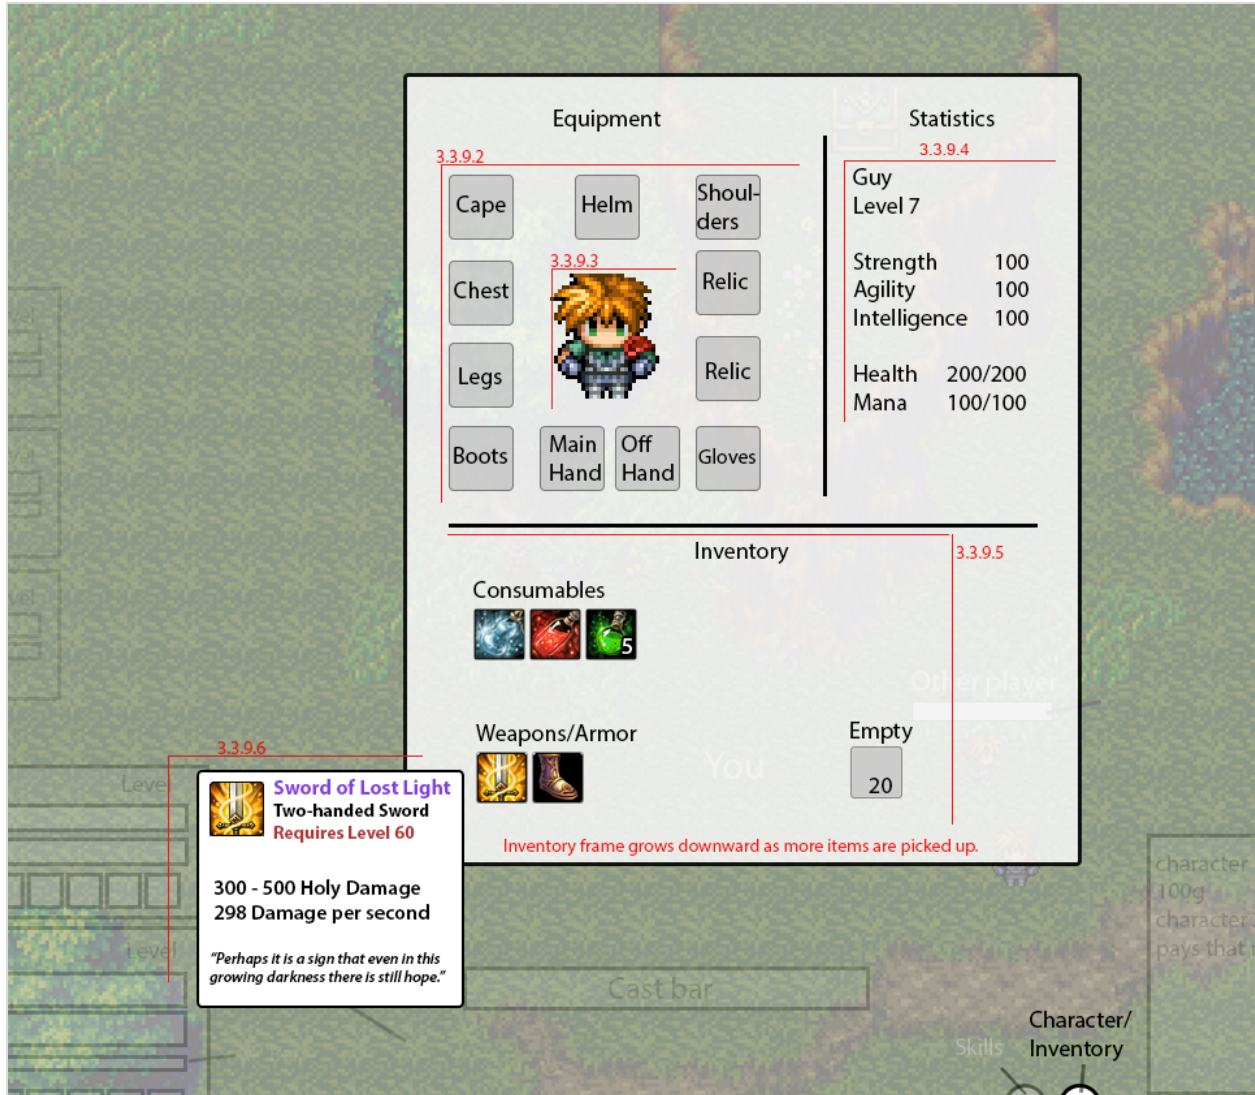 Equipment
Statistics
3.3.9.2
3.3.9.4
Cape
Helm
Shoul-
ders
Guy
Level 7
3.3.9.3
Chest
Relic
Strength 100
Agility 100
Intelligence 100
Legs
Relic
Health 200/200
Mana 100/100
Boots
Main
Hand
Off
Hand
Gloves
Inventory
3.3.9.5
Consumables
5
Other player
Weapons/Armor
Empty
You
20
Inventory frame grows downward as more items are picked up.
3.3.9.6
Level
Sword of Lost Light
Two-handed Sword
Requires Level 60
300 - 500 Holy Damage
298 Damage per second
“Perhaps it is a sign that even in this
growing darkness there is still hope.”
Level
character
100g
character
pays that
Cast bar
Skills
Character/
Inventory